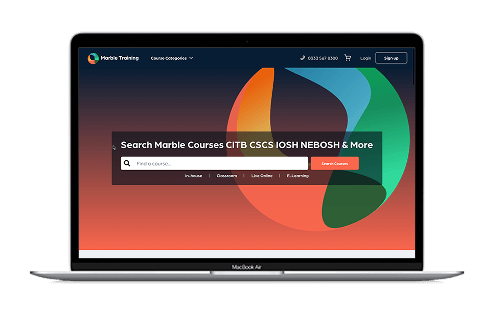 Marble Training
Course Categories
0333 567 8300
Login
Sign up
Search Marble Courses CITB CSCS IOSH NEBOSH & More
Find a course...
Search Courses
In-house | Classroom | Live Online | E-Learning
MacBook Air